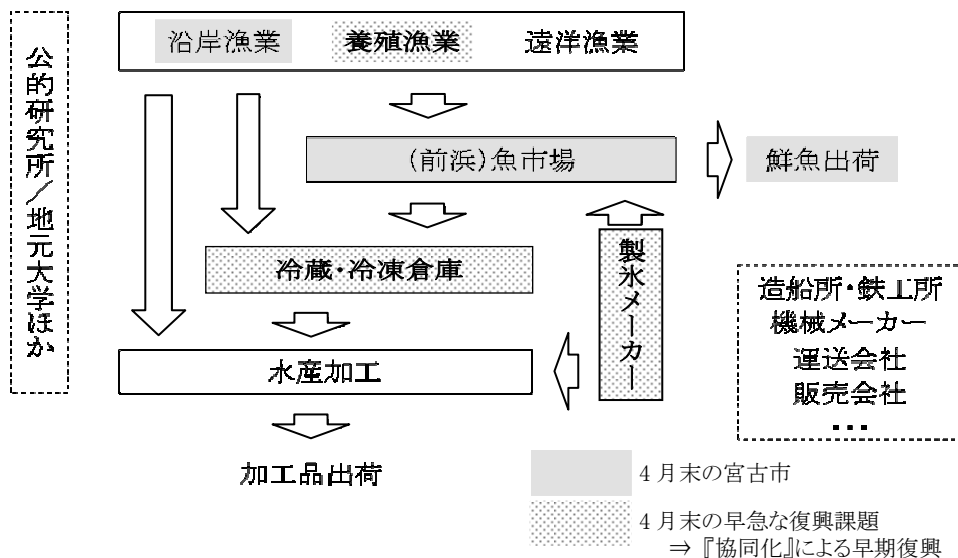 沿岸漁業 養殖漁業 遠洋漁業
公的研究所／地元大学ほか
(前浜)魚市場
鮮魚出荷
冷蔵・冷凍倉庫
製氷メーカー
水産加工
加工品出荷
造船所・鉄工所
機械メーカー
運送会社
販売会社
…
4月末の宮古市
4月末の早急な復興課題
⇒『協同化』による早期復興